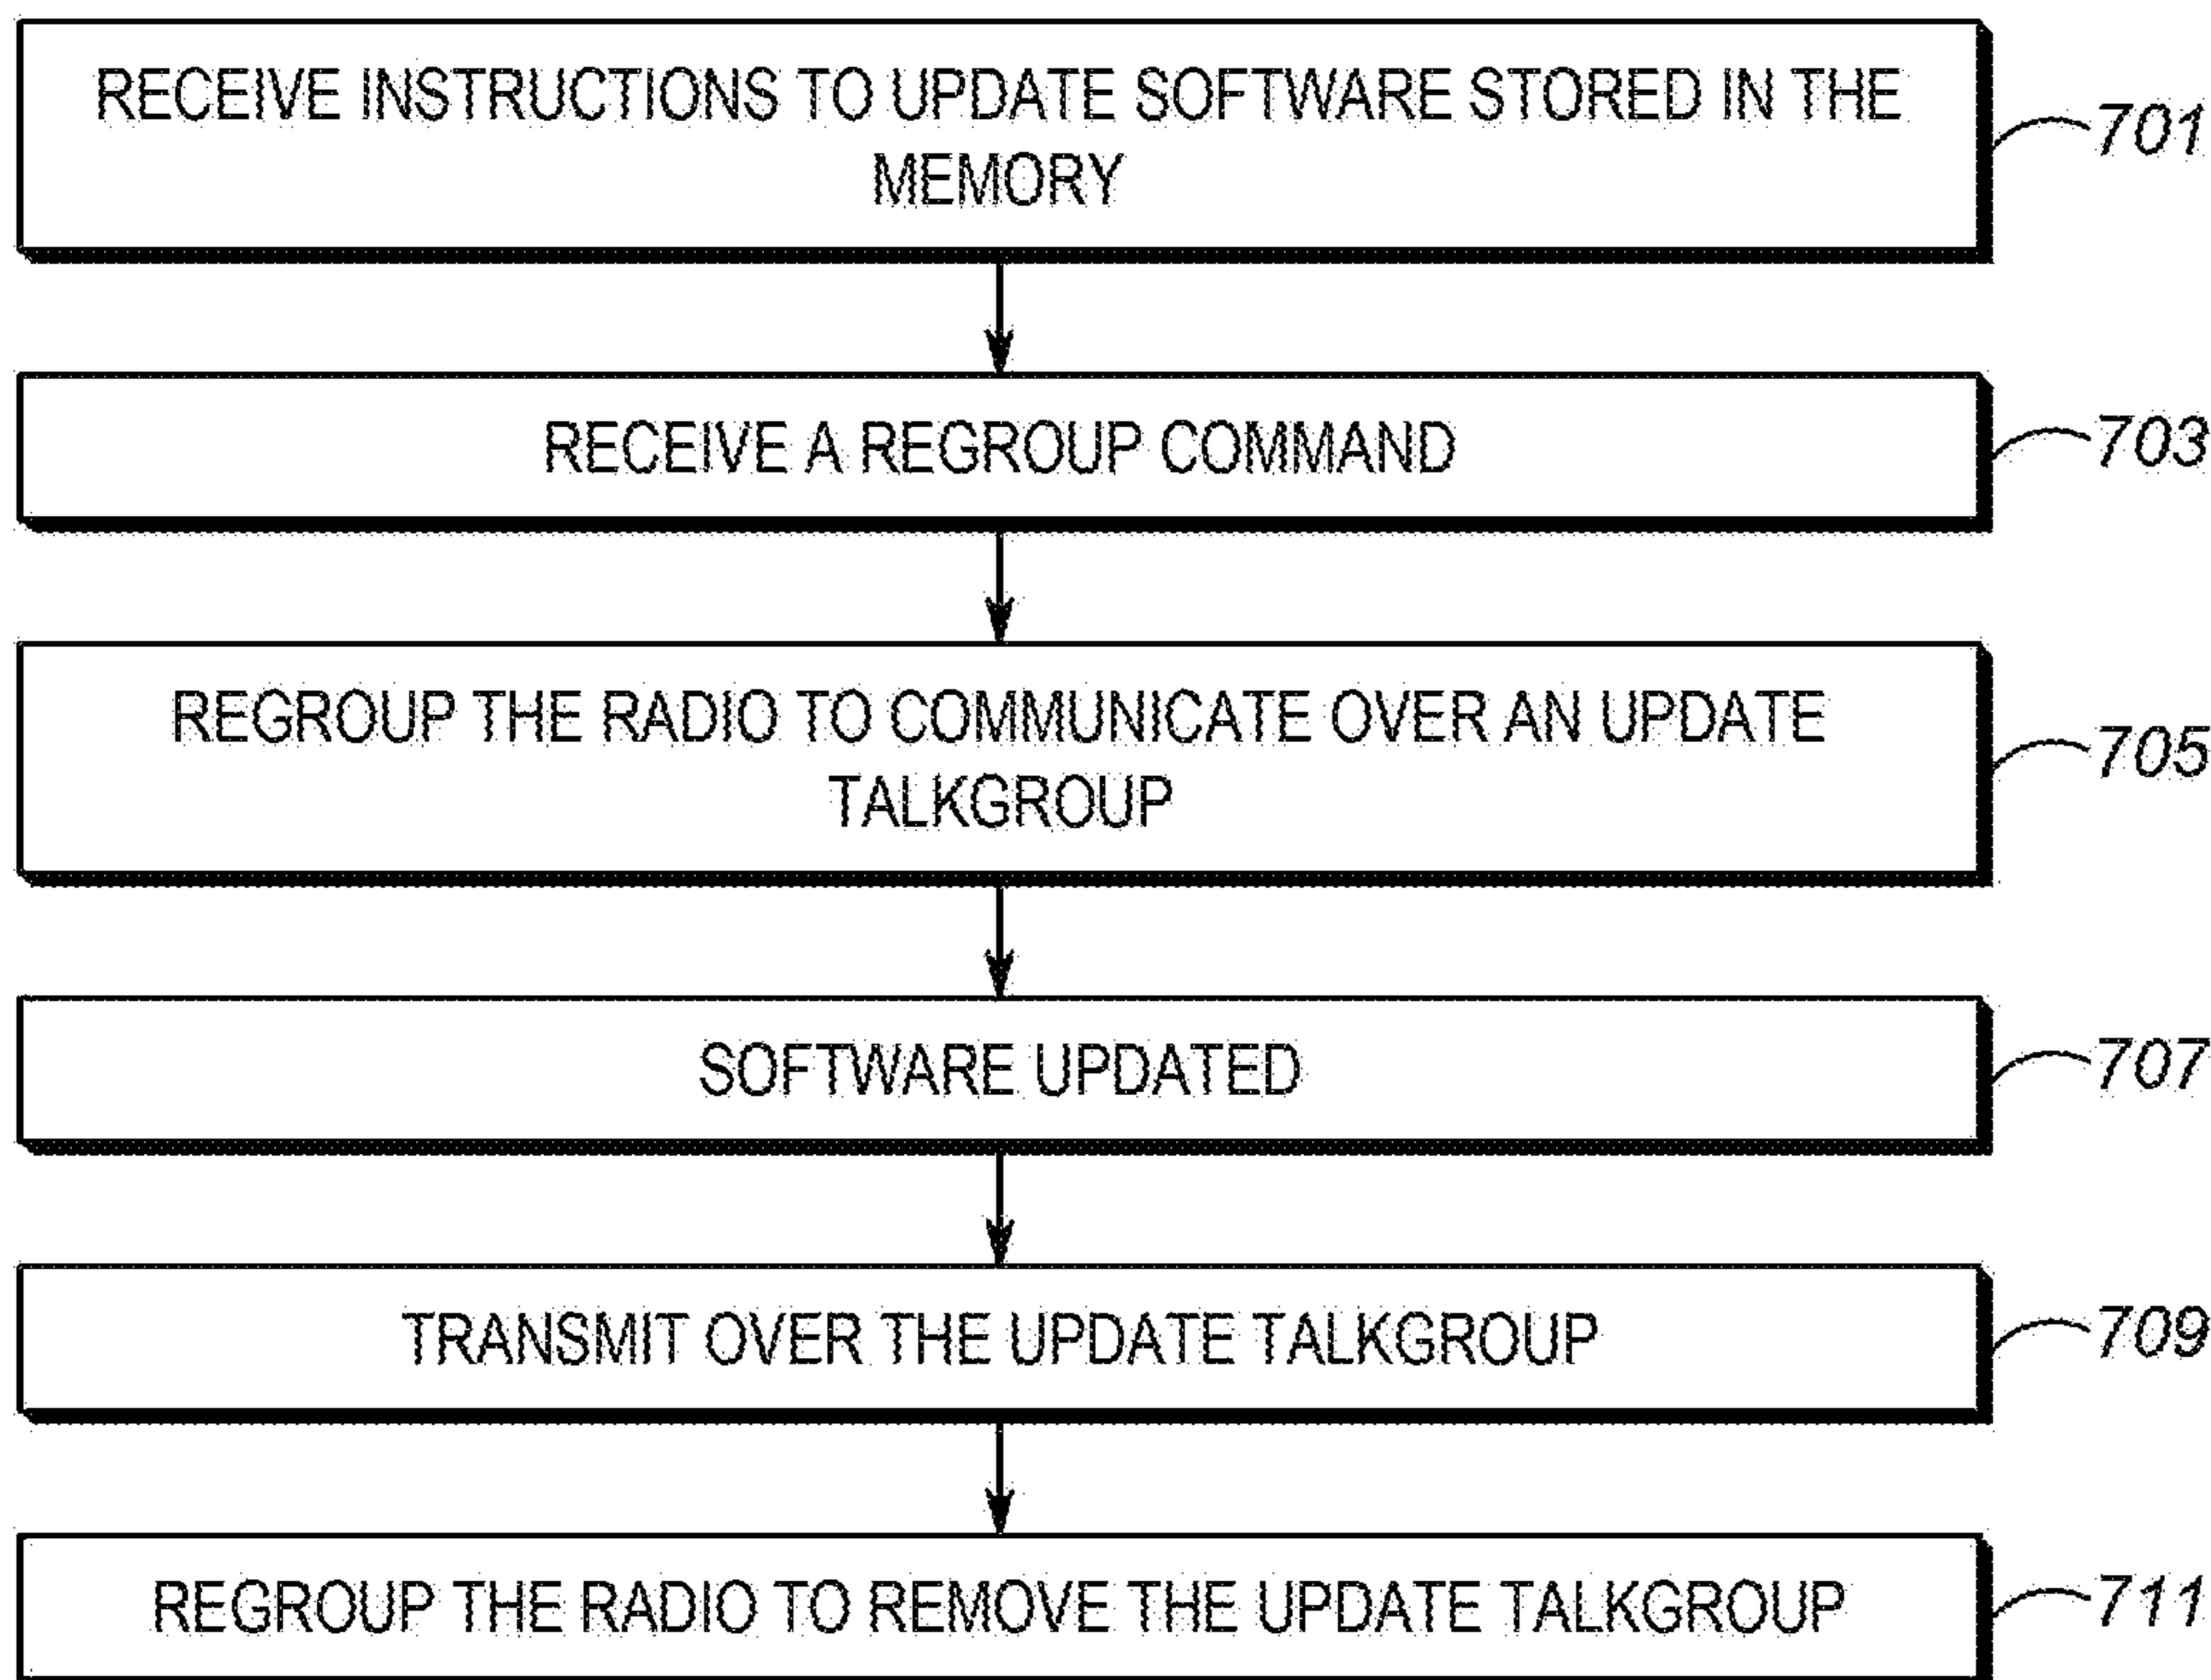 RECEIVE INSTRUCTIONS TO UPDATE SOFTWARE STORED IN THE
MEMORY
701
RECEIVE A REGROUP COMMAND
703
REGROUP THE RADIO TO COMMUNICATE OVER AN UPDATE
TALKGROUP
705
SOFTWARE UPDATED
707
TRANSMIT OVER THE UPDATE TALKGROUP
709
REGROUP THE RADIO TO REMOVE THE UPDATE TALKGROUP
711